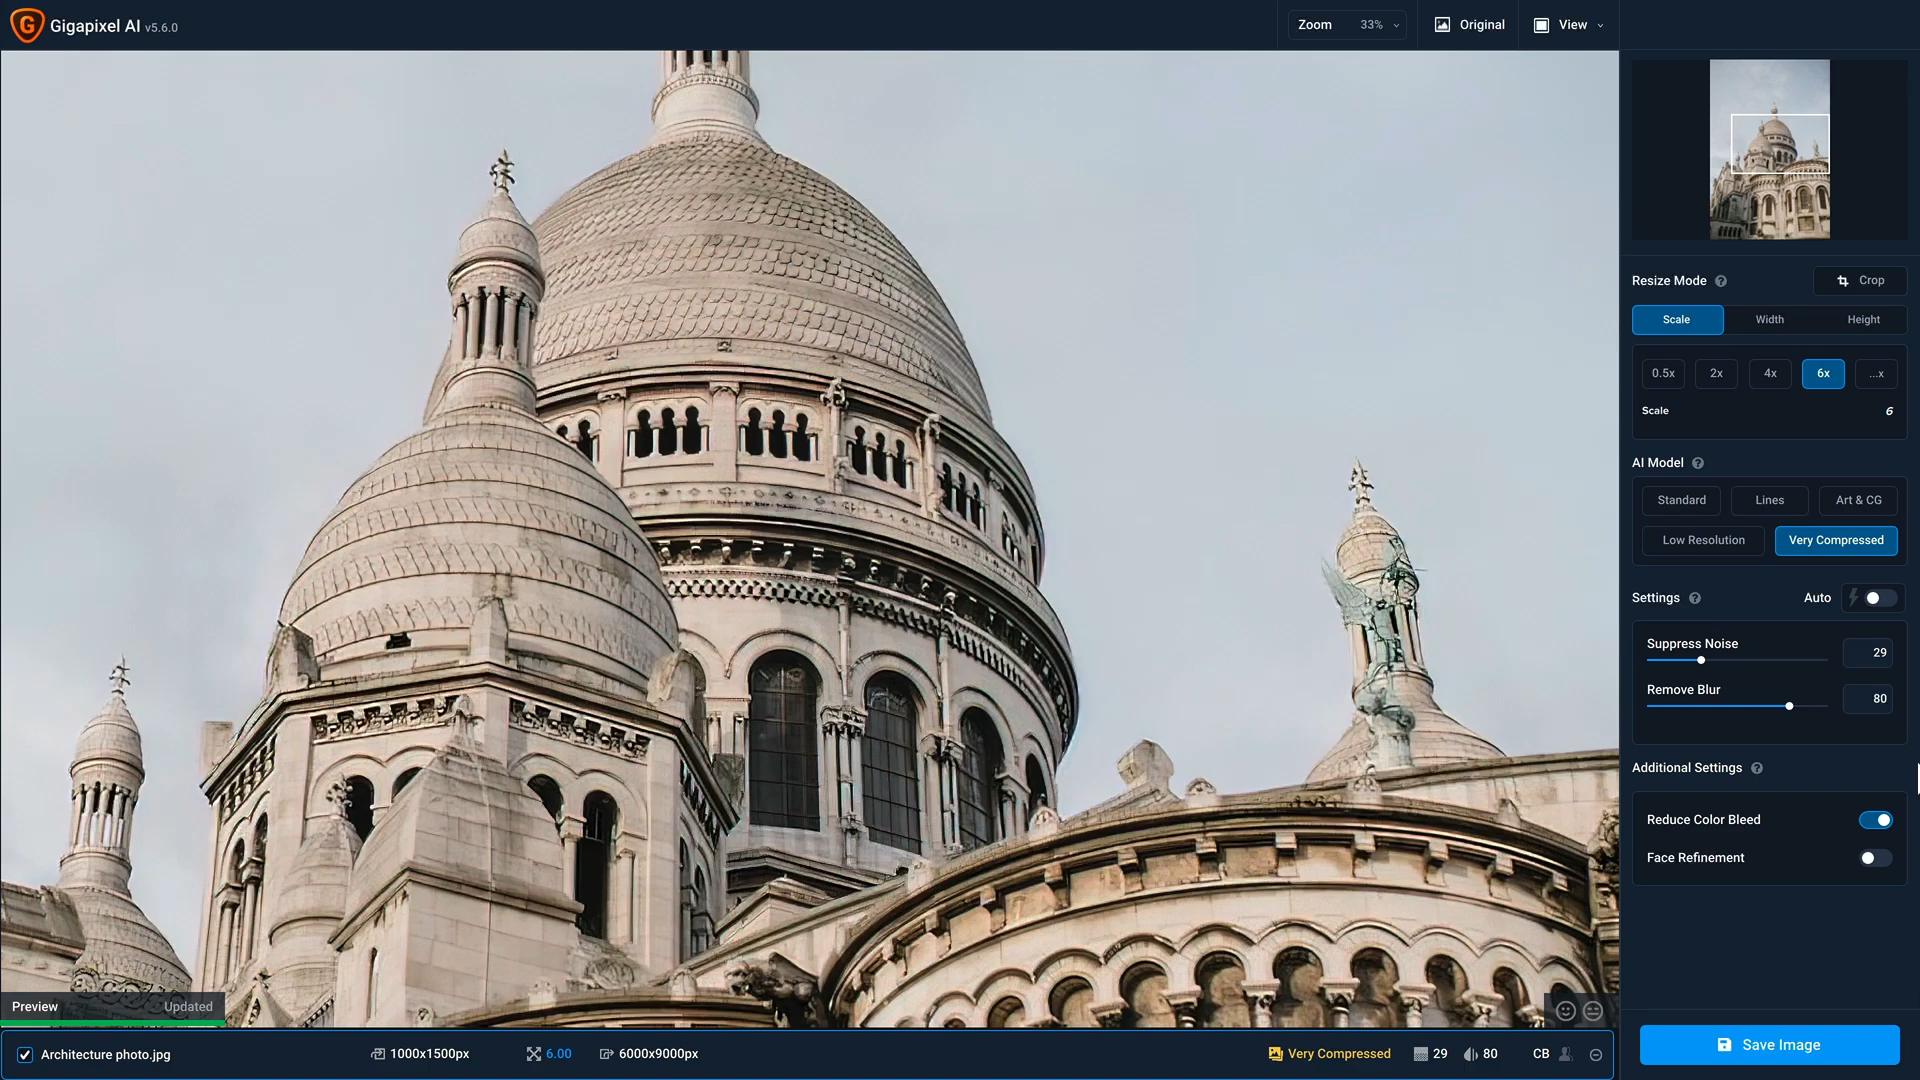 G Gigapixel AI v5.6.0
Zoom 33% Original View
Resize Mode ? Crop
Scale Width Height
0.5x 2x 4x 6x ...x
Scale 6
AI Model ?
Standard Lines Art & CG
Low Resolution Very Compressed
Settings ? Auto
Suppress Noise 29
Remove Blur 80
Additional Settings ?
Reduce Color Bleed
Face Refinement
Preview Updated
Architecture photo.jpg 1000x1500px 6.00 6000x9000px Very Compressed 29 80 CB
Save Image